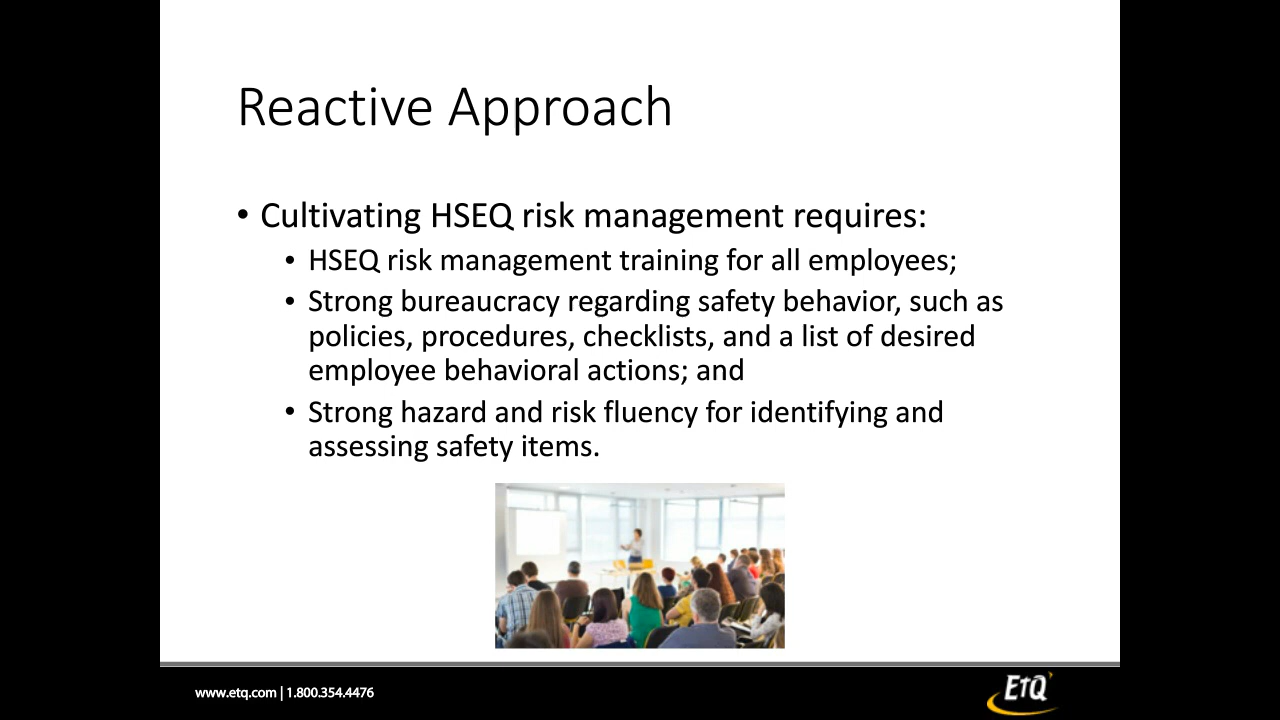 Reactive Approach
• Cultivating HSEQ risk management requires:
• HSEQ risk management training for all employees;
• Strong bureaucracy regarding safety behavior, such as
policies, procedures, checklists, and a list of desired
employee behavioral actions; and
• Strong hazard and risk fluency for identifying and
assessing safety items.
www.etq.com | 1.800.354.4476
EtQ